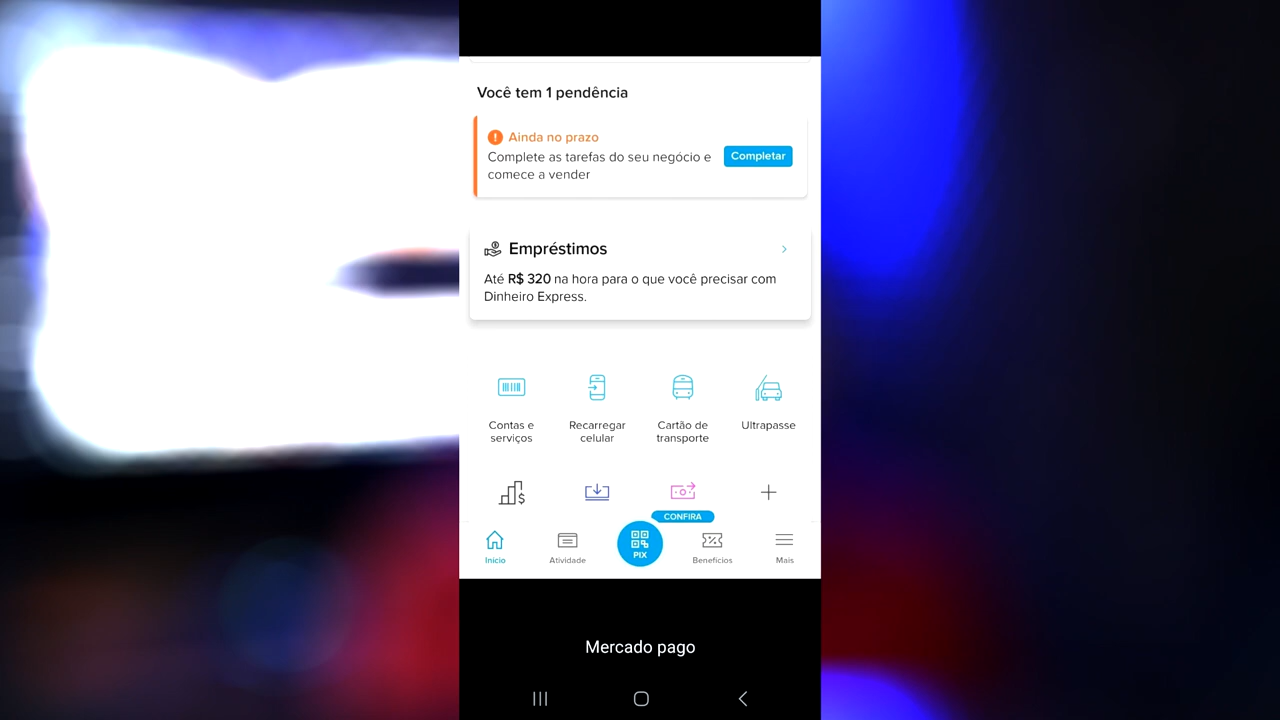 Você tem 1 pendência
Ainda no prazo
Complete as tarefas do seu negócio e
comece a vender
Completar
Empréstimos
Até R$ 320 na hora para o que você precisar com
Dinheiro Express.
Contas e
serviços
Recarregar
celular
Cartão de
transporte
Ultrapasse
CONFIRA
Início
Atividade
PIX
Benefícios
Mais
Mercado pago